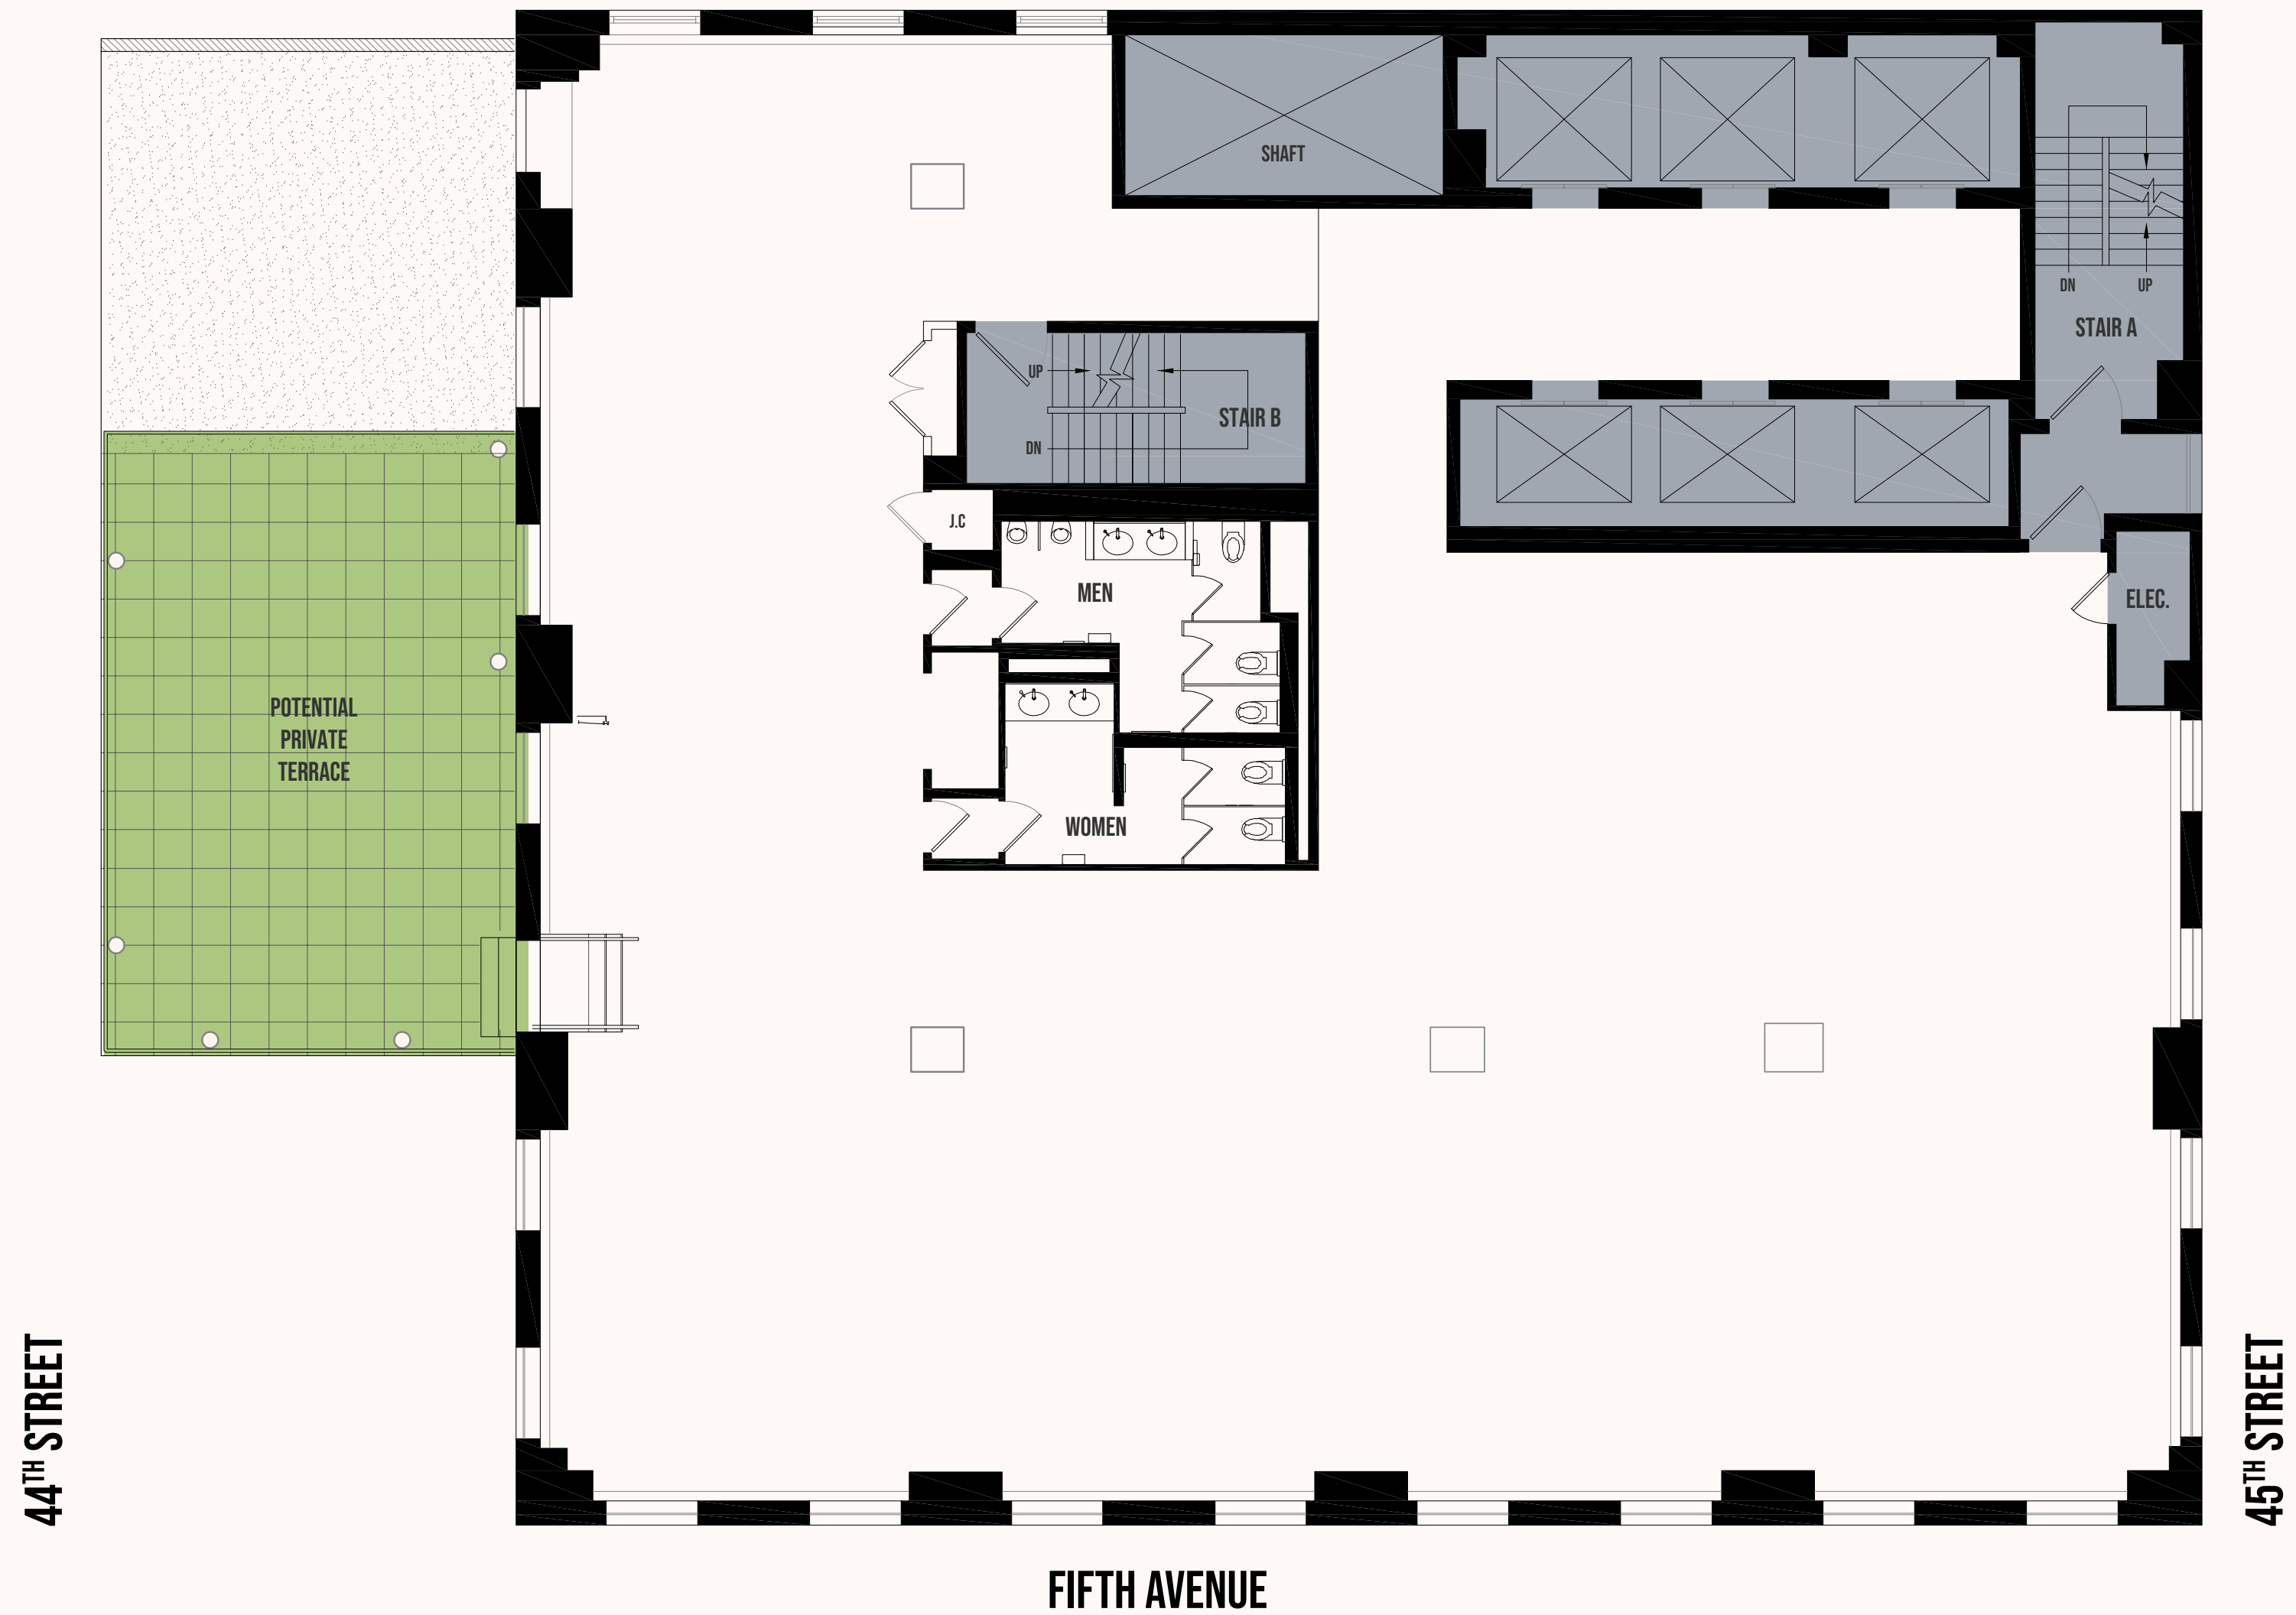 SHAFT
DN
UP
STAIR A
UP
STAIR B
DN
J.C
MEN
ELEC.
POTENTIAL
PRIVATE
TERRACE
WOMEN
44TH STREET
45TH STREET
FIFTH AVENUE